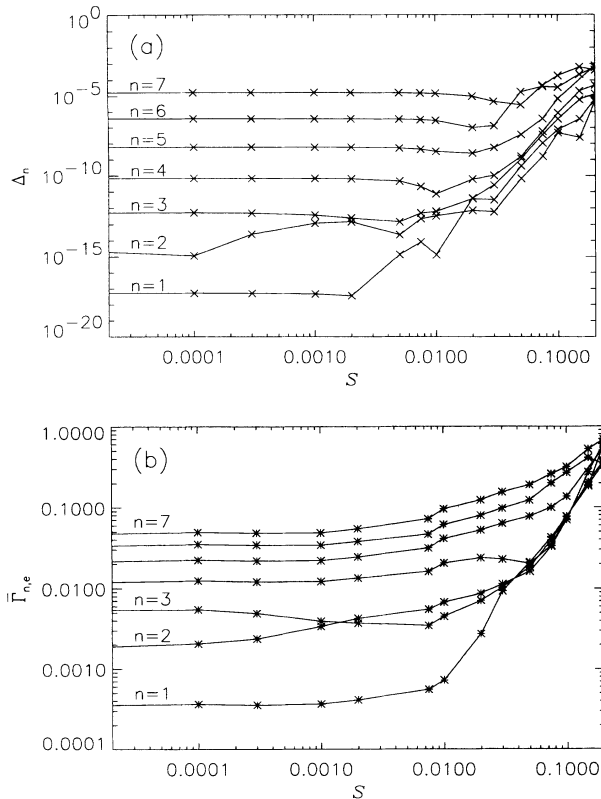 (a)
10^0
10^-5
10^-10
10^-15
10^-20
Δ_n
n=7
n=6
n=5
n=4
n=3
n=2
n=1
0.0001 0.0010 0.0100 0.1000
S
(b)
1.0000
0.1000
0.0100
0.0010
0.0001
Γ̄_n,e
n=7
n=3
n=2
n=1
0.0001 0.0010 0.0100 0.1000
S